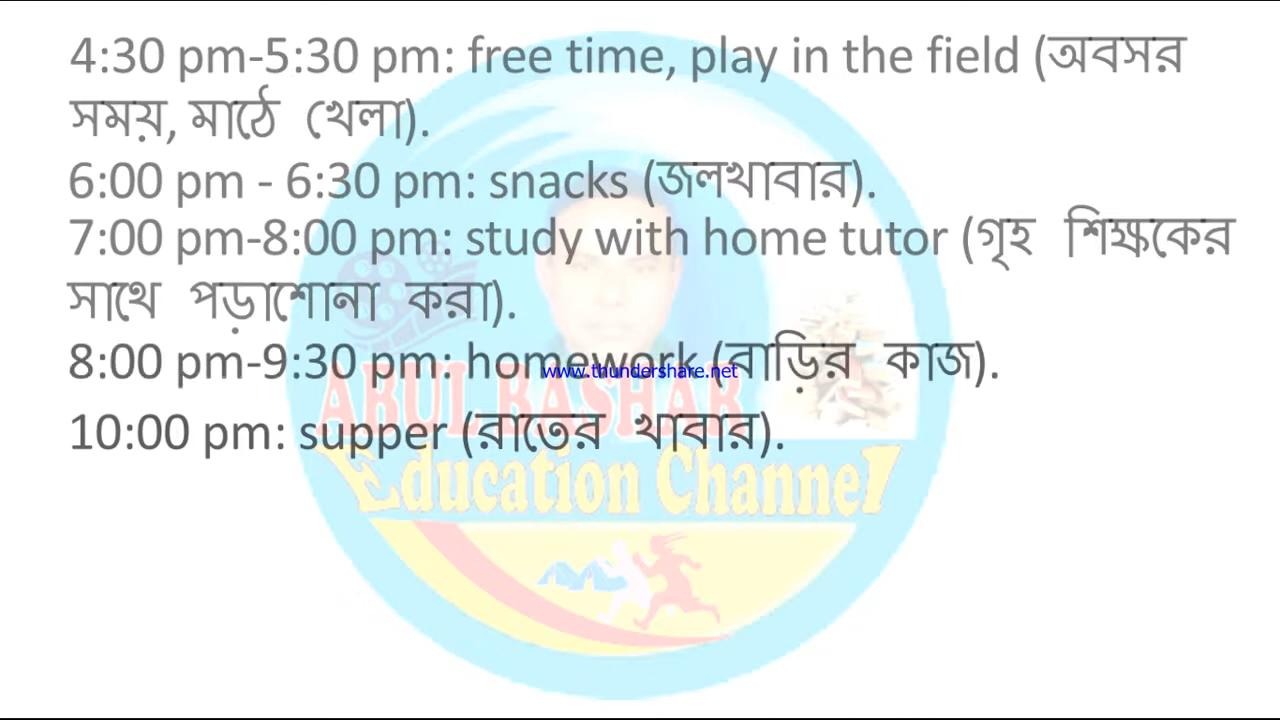 4:30 pm-5:30 pm: free time, play in the field (অবসর
সময়, মাঠে খেলা).
6:00 pm - 6:30 pm: snacks (জলখাবার).
7:00 pm-8:00 pm: study with home tutor (গৃহ শিক্ষকের
সাথে পড়াশোনা করা).
8:00 pm-9:30 pm: homework (বাড়ির কাজ).
www.thundershare.net
ABUL BASHAR
10:00 pm: supper (রাতের খাবার).
Education Channel